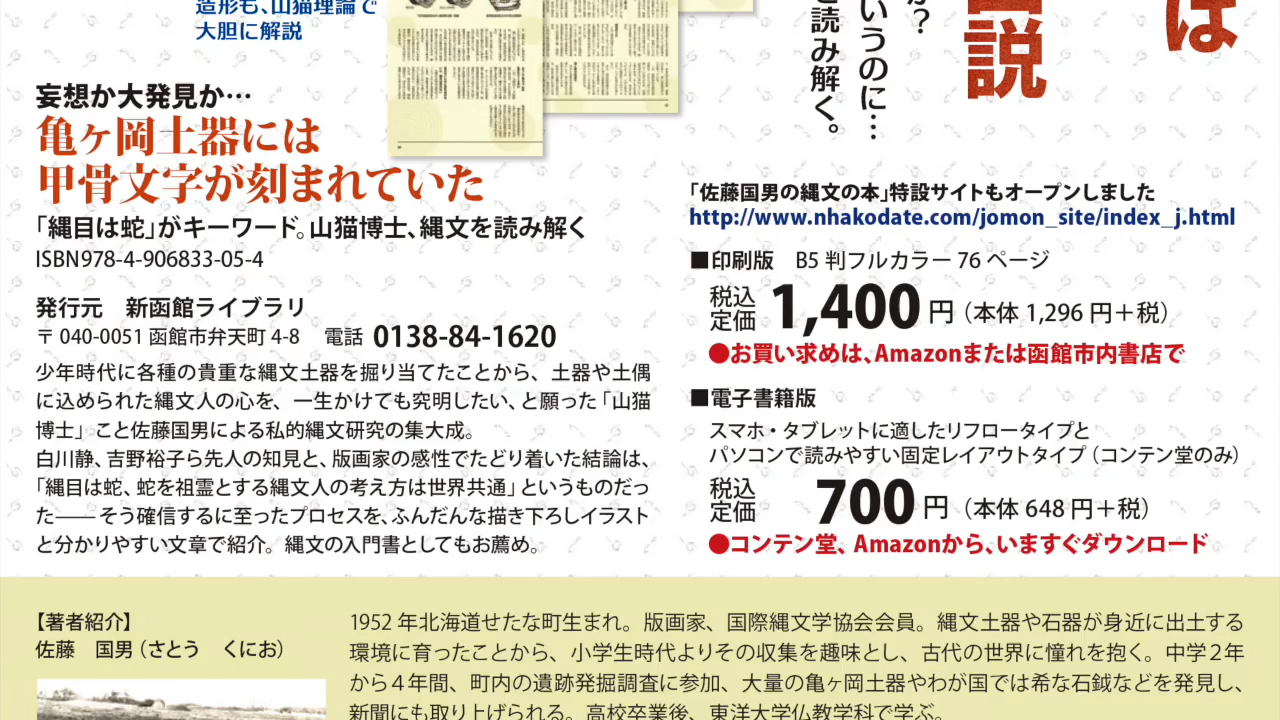 は
説
か?
いうのに…
を読み解く。
造形も、山猫理論で
大胆に解説
妄想か大発見か…
亀ヶ岡土器には
甲骨文字が刻まれていた
「縄目は蛇」がキーワード。山猫博士、縄文を読み解く
ISBN978-4-906833-05-4
発行元 新函館ライブラリ
〒 040-0051 函館市弁天町 4-8 電話 0138-84-1620
少年時代に各種の貴重な縄文土器を掘り当てたことから、土器や土偶
に込められた縄文人の心を、一生かけても究明したい、と願った「山猫
博士」こと佐藤国男による私的縄文研究の集大成。
白川静、吉野裕子ら先人の知見と、版画家の感性でたどり着いた結論は、
「縄目は蛇、蛇を祖霊とする縄文人の考え方は世界共通」というものだっ
た——そう確信するに至ったプロセスを、ふんだんな描き下ろしイラスト
と分かりやすい文章で紹介。縄文の入門書としてもお薦め。
「佐藤国男の縄文の本」特設サイトもオープンしました
http://www.nhakodate.com/jomon_site/index_j.html
■印刷版 B5 判フルカラー 76 ページ
税込
定価 1,400 円（本体 1,296 円＋税）
●お買い求めは、Amazonまたは函館市内書店で
■電子書籍版
スマホ・タブレットに適したリフロータイプと
パソコンで読みやすい固定レイアウトタイプ（コンテン堂のみ）
税込
定価 700 円（本体 648 円＋税）
●コンテン堂、Amazonから、いますぐダウンロード
【著者紹介】
佐藤 国男（さとう くにお）
1952 年北海道せたな町生まれ。版画家、国際縄文学協会会員。縄文土器や石器が身近に出土する
環境に育ったことから、小学生時代よりその収集を趣味とし、古代の世界に憧れを抱く。中学２年
から４年間、町内の遺跡発掘調査に参加、大量の亀ヶ岡土器やわが国では希な石鉞などを発見し、
新聞にも取り上げられる。高校卒業後、東洋大学仏教学科で学ぶ。